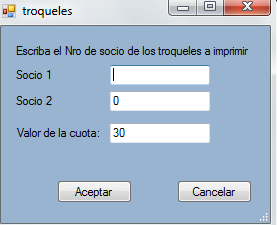 troqueles
Escriba el Nro de socio de los troqueles a imprimir
Socio 1
Socio 2 0
Valor de la cuota: 30
Aceptar Cancelar